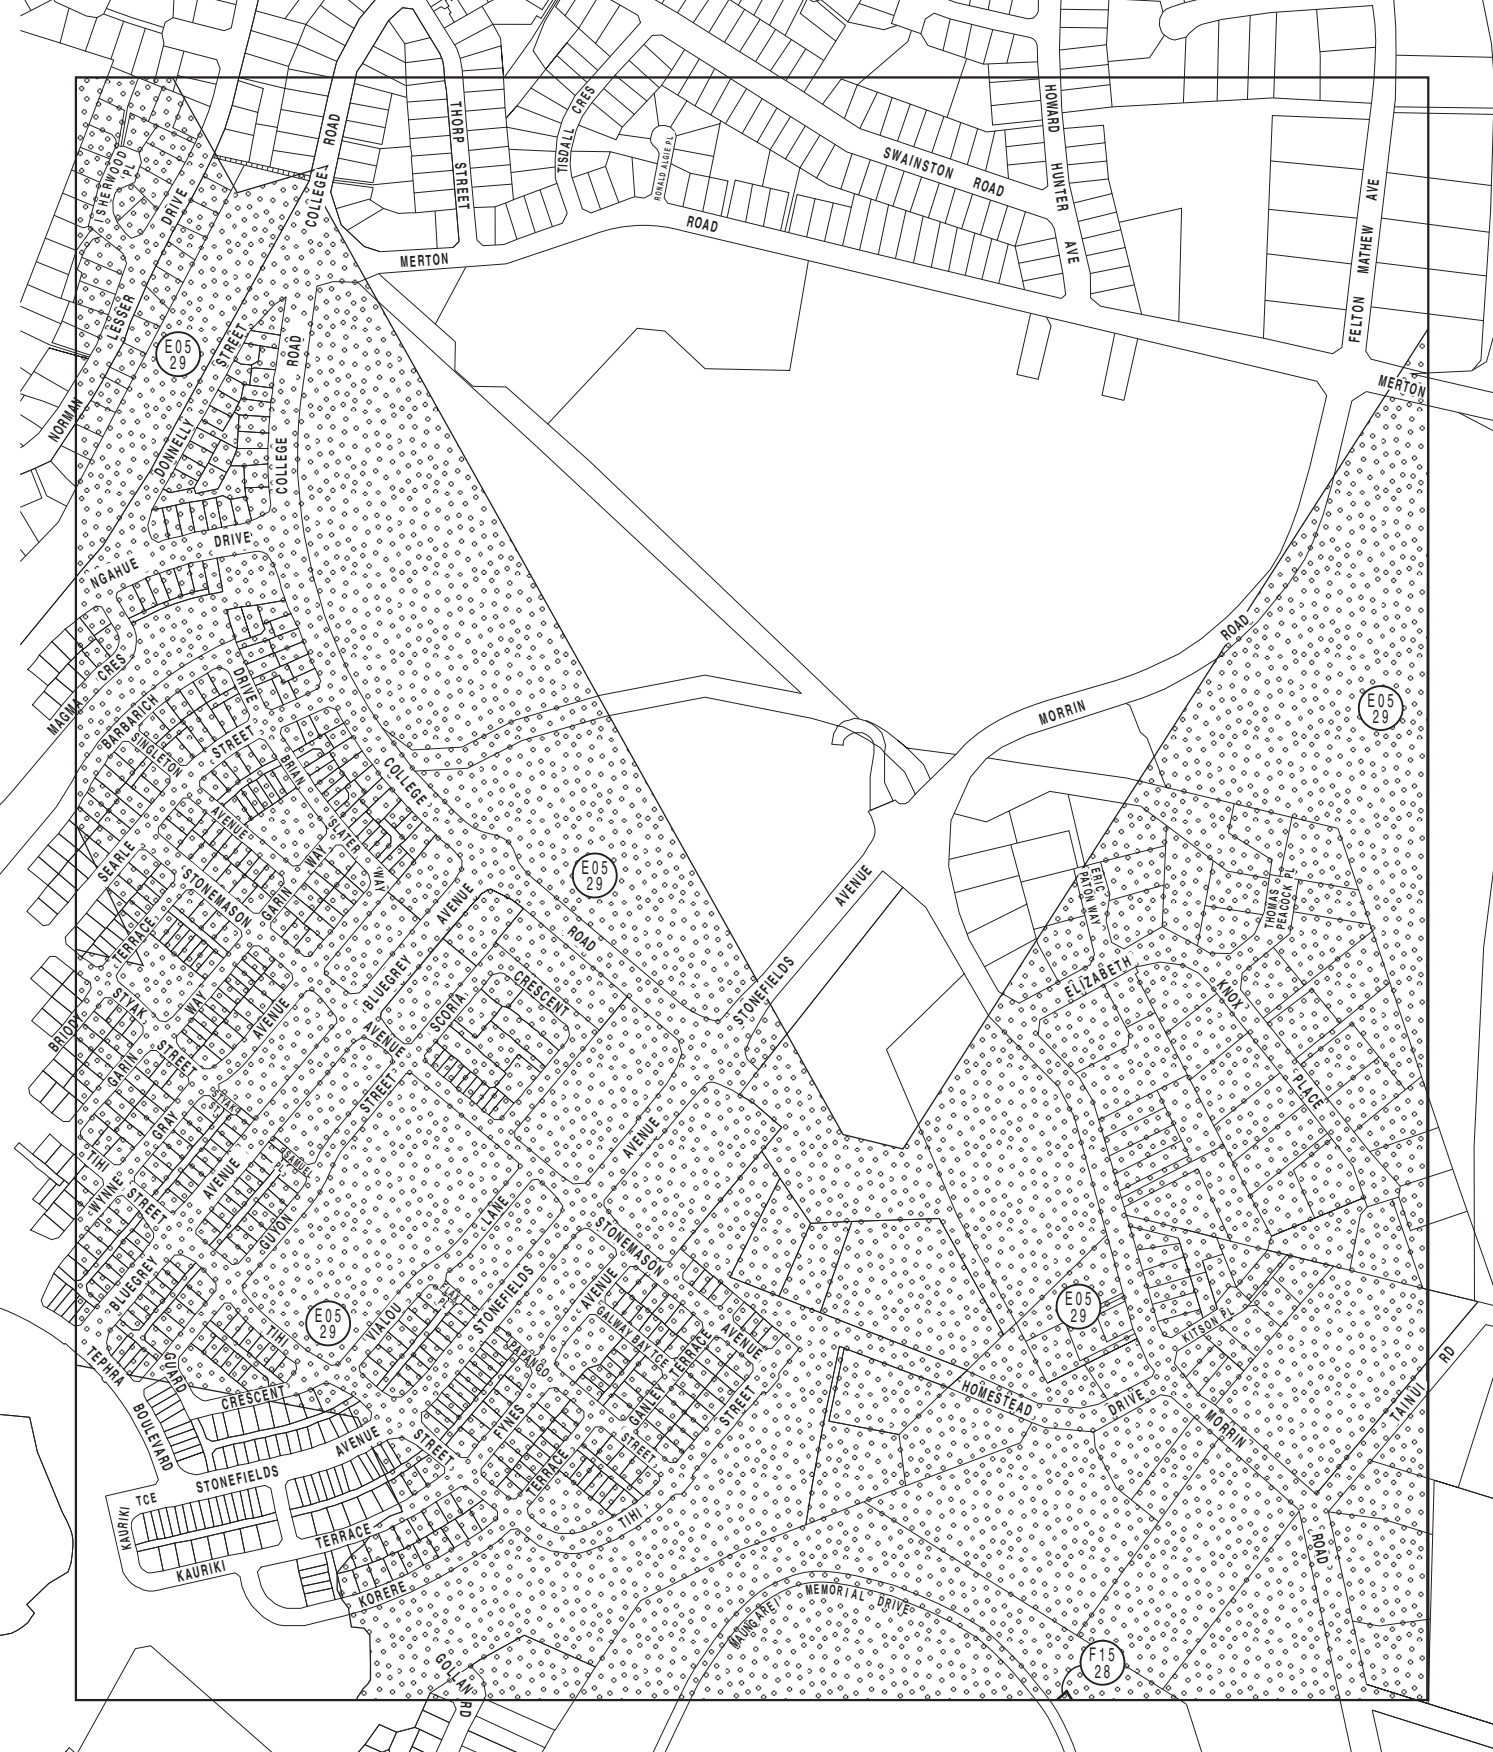 HOWARD
HUNTER
AVE
THORP
STREET
TISDALL
CRES
COLLEGE
ROAD
RONALD ALGIE PL
SWAINSTON
ROAD
SHERWOOD
PL
LESSER
DRIVE
FELTON
MATHEW
AVE
MERTON
ROAD
E05
29
DONNELLY
STREET
COLLEGE
ROAD
NORMAN
MERTON
NGAHUE
DRIVE
MORRIN
ROAD
E05
29
MAGMA
CRES
BARBARICH
DRIVE
SINGLETON
STREET
BRIAN
SLATER
WAY
COLLEGE
ROAD
AVENUE
SEARLE
STONEMASON
GARIN
WAY
E05
29
BLUEGREY
AVENUE
STONEFIELDS
AVENUE
ERIC
PATON WAY
THOMAS
PEACOCK PL
TERRACE
STYAK
WAY
AVENUE
SCORIA
CRESCENT
ELIZABETH
KNOX
PLACE
BRIODY
GARIN
STREET
AVENUE
STREET
STYAK
ST
GRAY
TIHI
AVENUE
SAMUEL
PL
AVENUE
WYNNE
STREET
GUYON
LANE
STONEMASON
AVENUE
BLUEGREY
VIALOU
STONEFIELDS
AVENUE
E05
29
E05
29
KITSON PL
TIHI
GALWAY BAY TCE
TERRACE
TEPHRA
BOULEVARD
GUARD
CRESCENT
PAPANGO
STREET
FYNES
GANLEY
STREET
STREET
HOMESTEAD
DRIVE
MORRIN
ROAD
TAINUI
RD
STONEFIELDS
AVENUE
TERRACE
TIHI
KAURIKI
TCE
KAURIKI
TERRACE
KORERE
MAUNGAREI
MEMORIAL
DRIVE
GOLLAN
RD
F15
28